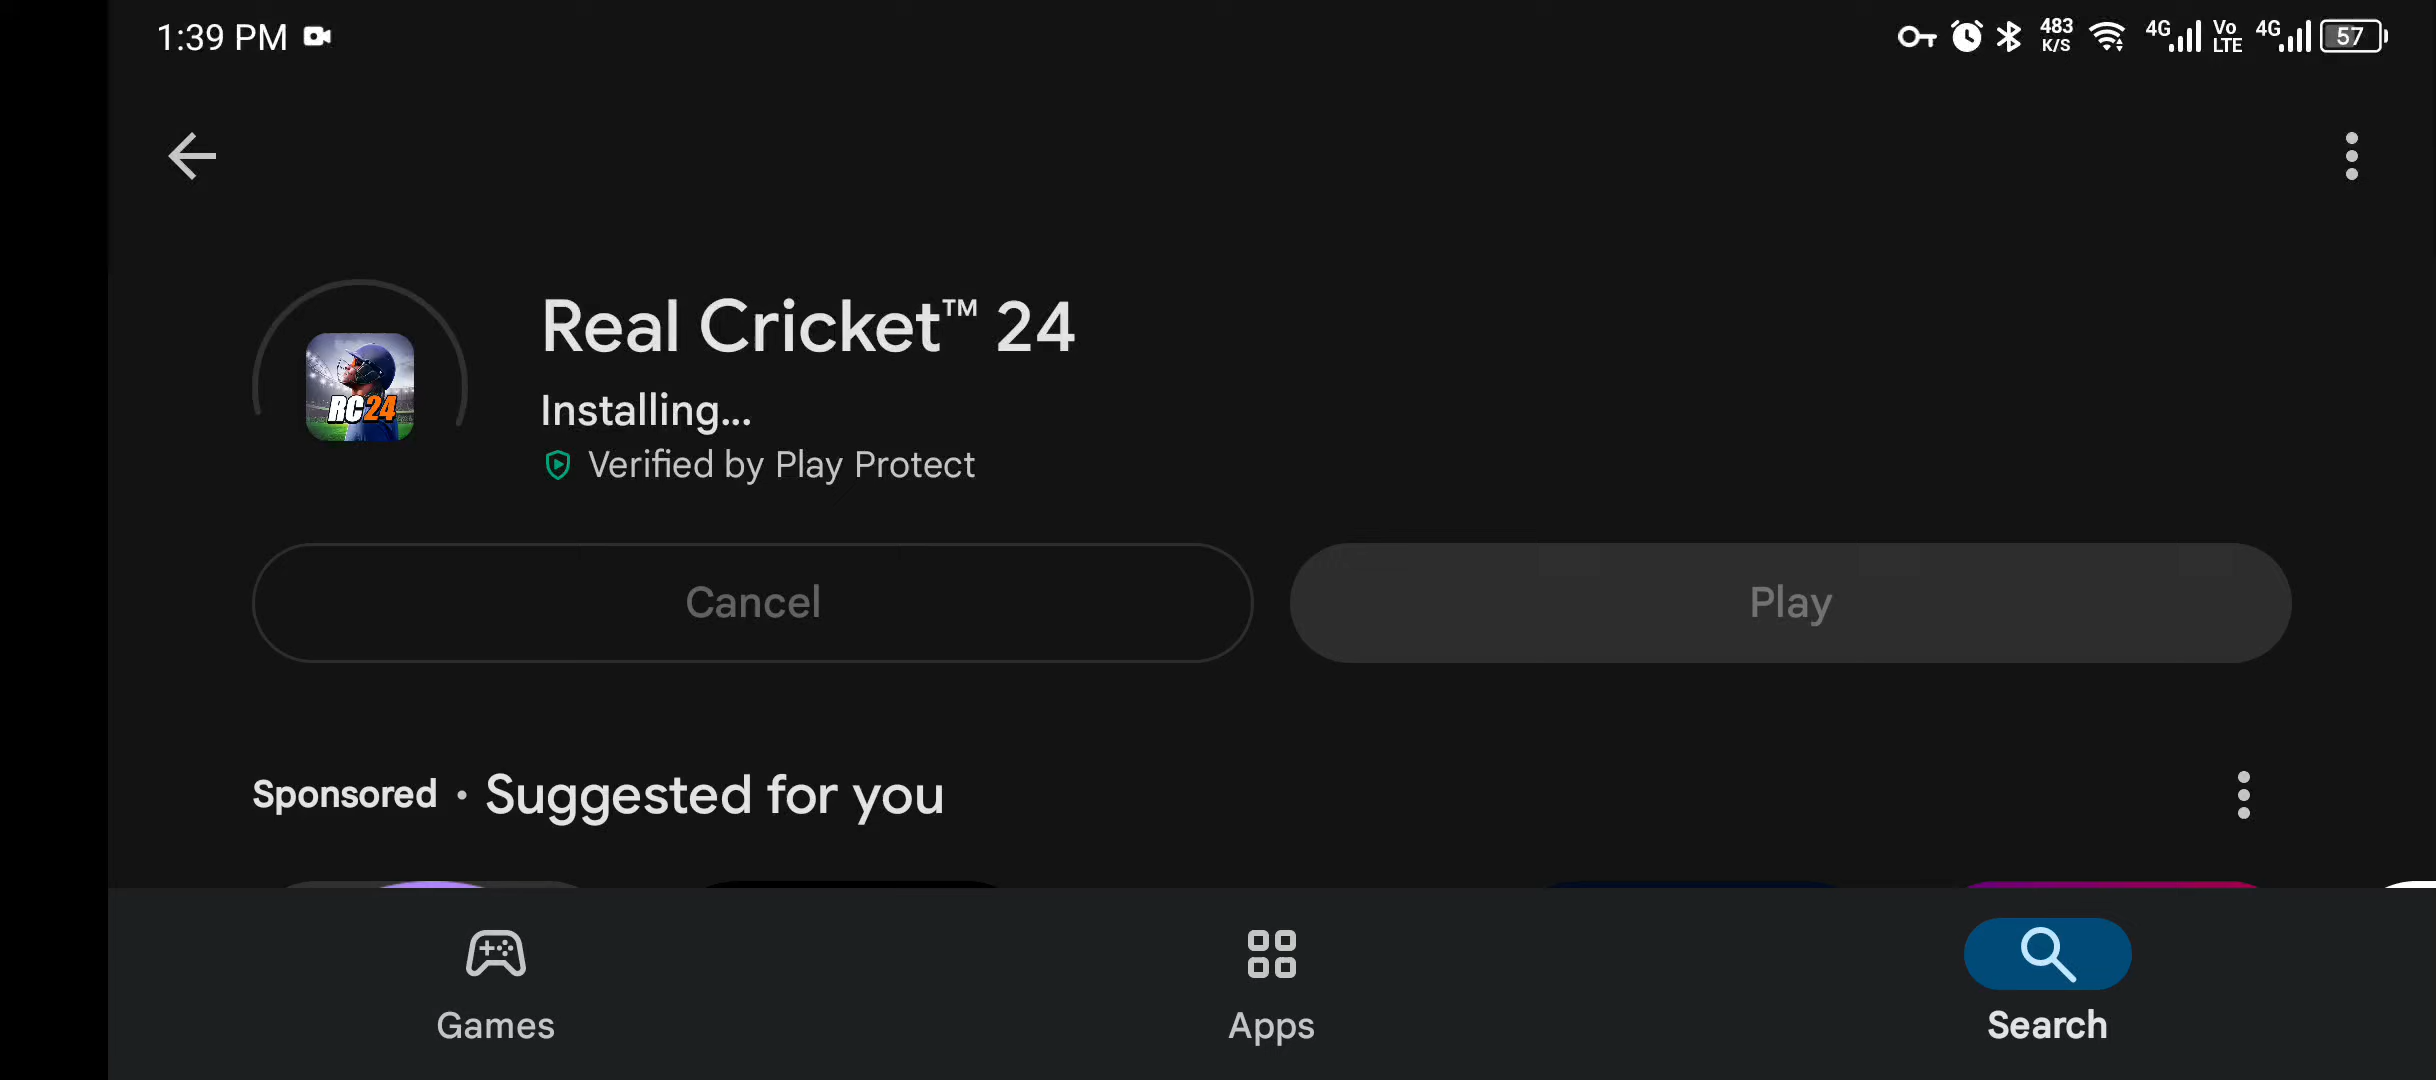 1:39 PM
483 K/S 4G Vo LTE 4G 57
Real Cricket™ 24
RC24
Installing...
Verified by Play Protect
Cancel
Play
Sponsored • Suggested for you
Games
Apps
Search